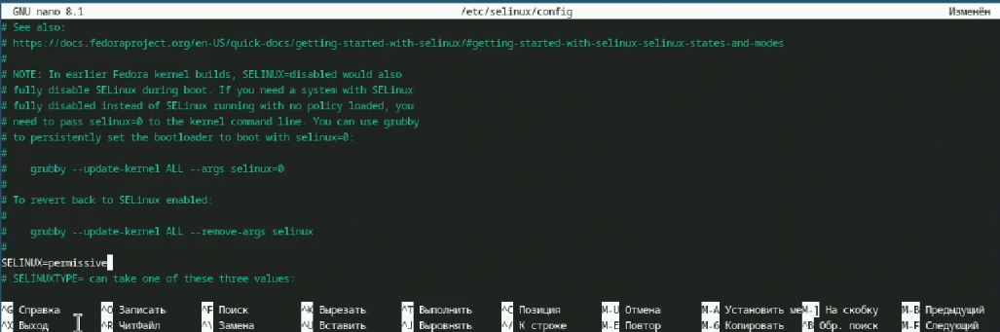 GNU nano 8.1 /etc/selinux/config Изменён
# See also:
# https://docs.fedoraproject.org/en-US/quick-docs/getting-started-with-selinux/#getting-started-with-selinux-selinux-states-and-modes
#
# NOTE: In earlier Fedora kernel builds, SELINUX=disabled would also
# fully disable SELinux during boot. If you need a system with SELinux
# fully disabled instead of SELinux running with no policy loaded, you
# need to pass selinux=0 to the kernel command line. You can use grubby
# to persistently set the bootloader to boot with selinux=0:
#
#    grubby --update-kernel ALL --args selinux=0
#
# To revert back to SELinux enabled:
#
#    grubby --update-kernel ALL --remove-args selinux
#
SELINUX=permissive
# SELINUXTYPE= can take one of these three values:
^G Справка ^O Записать ^F Поиск ^K Вырезать ^T Выполнить ^C Позиция M-U Отмена M-A Установить ме M-] На скобку M-B Предыдущий
^X Выход ^R ЧитФайл ^\ Замена ^U Вставить ^J Выровнять ^/ К строке M-E Повтор M-6 Копировать ^B Обр. поиск M-F Следующий